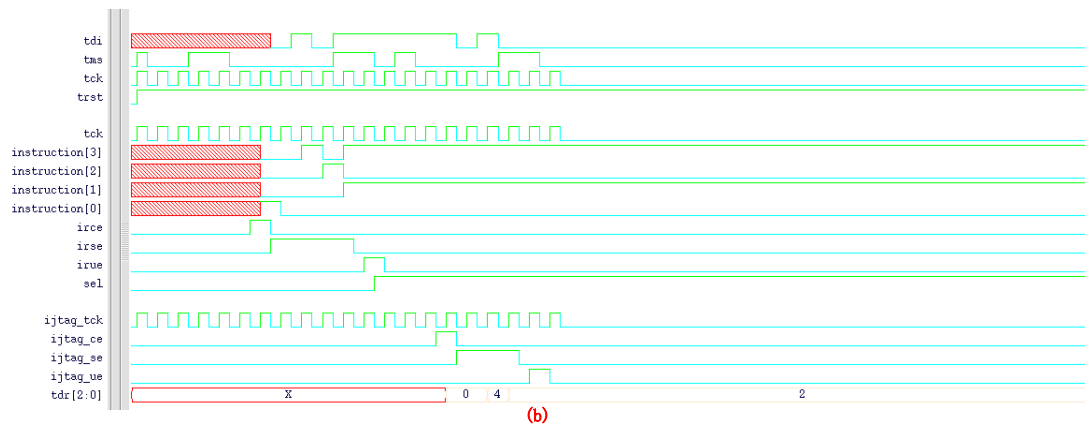 tdi
tms
tck
trst
tck
instruction[3]
instruction[2]
instruction[1]
instruction[0]
irce
irse
irue
sel
ijtag_tck
ijtag_ce
ijtag_se
ijtag_ue
tdr[2:0] X 0 4 2
(b)